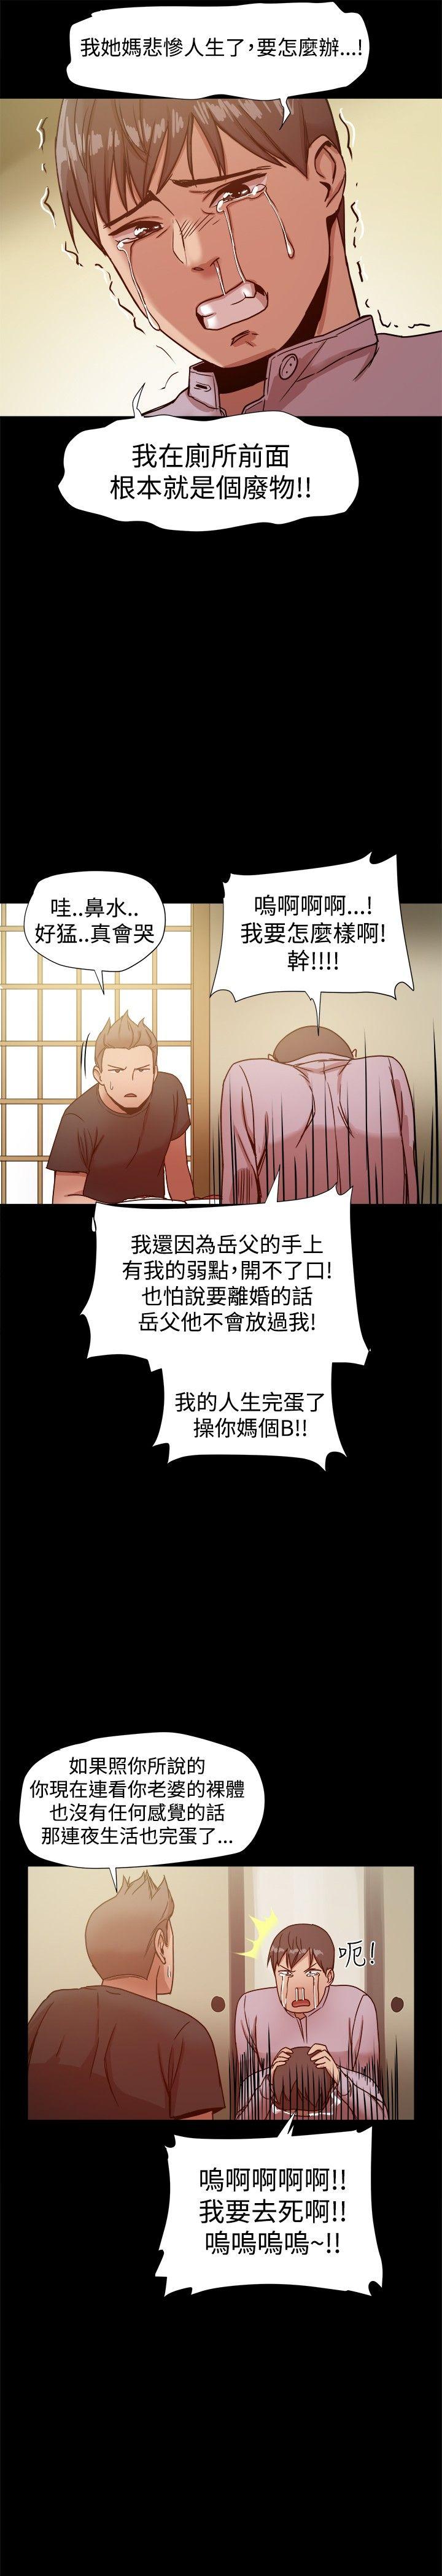 我她媽悲慘人生了,要怎麼辦...!
我在廁所前面
根本就是個廢物!!
哇..鼻水..
好猛..真會哭
嗚啊啊啊...!
我要怎麼樣啊!
幹!!!!
我還因為岳父的手上
有我的弱點,開不了口!
也怕說要離婚的話
岳父他不會放過我!
我的人生完蛋了
操你媽個B!!
如果照你所說的
你現在連看你老婆的裸體
也沒有任何感覺的話
那連夜生活也完蛋了...
呃!
嗚啊啊啊啊!!
我要去死啊!!
嗚嗚嗚嗚~!!